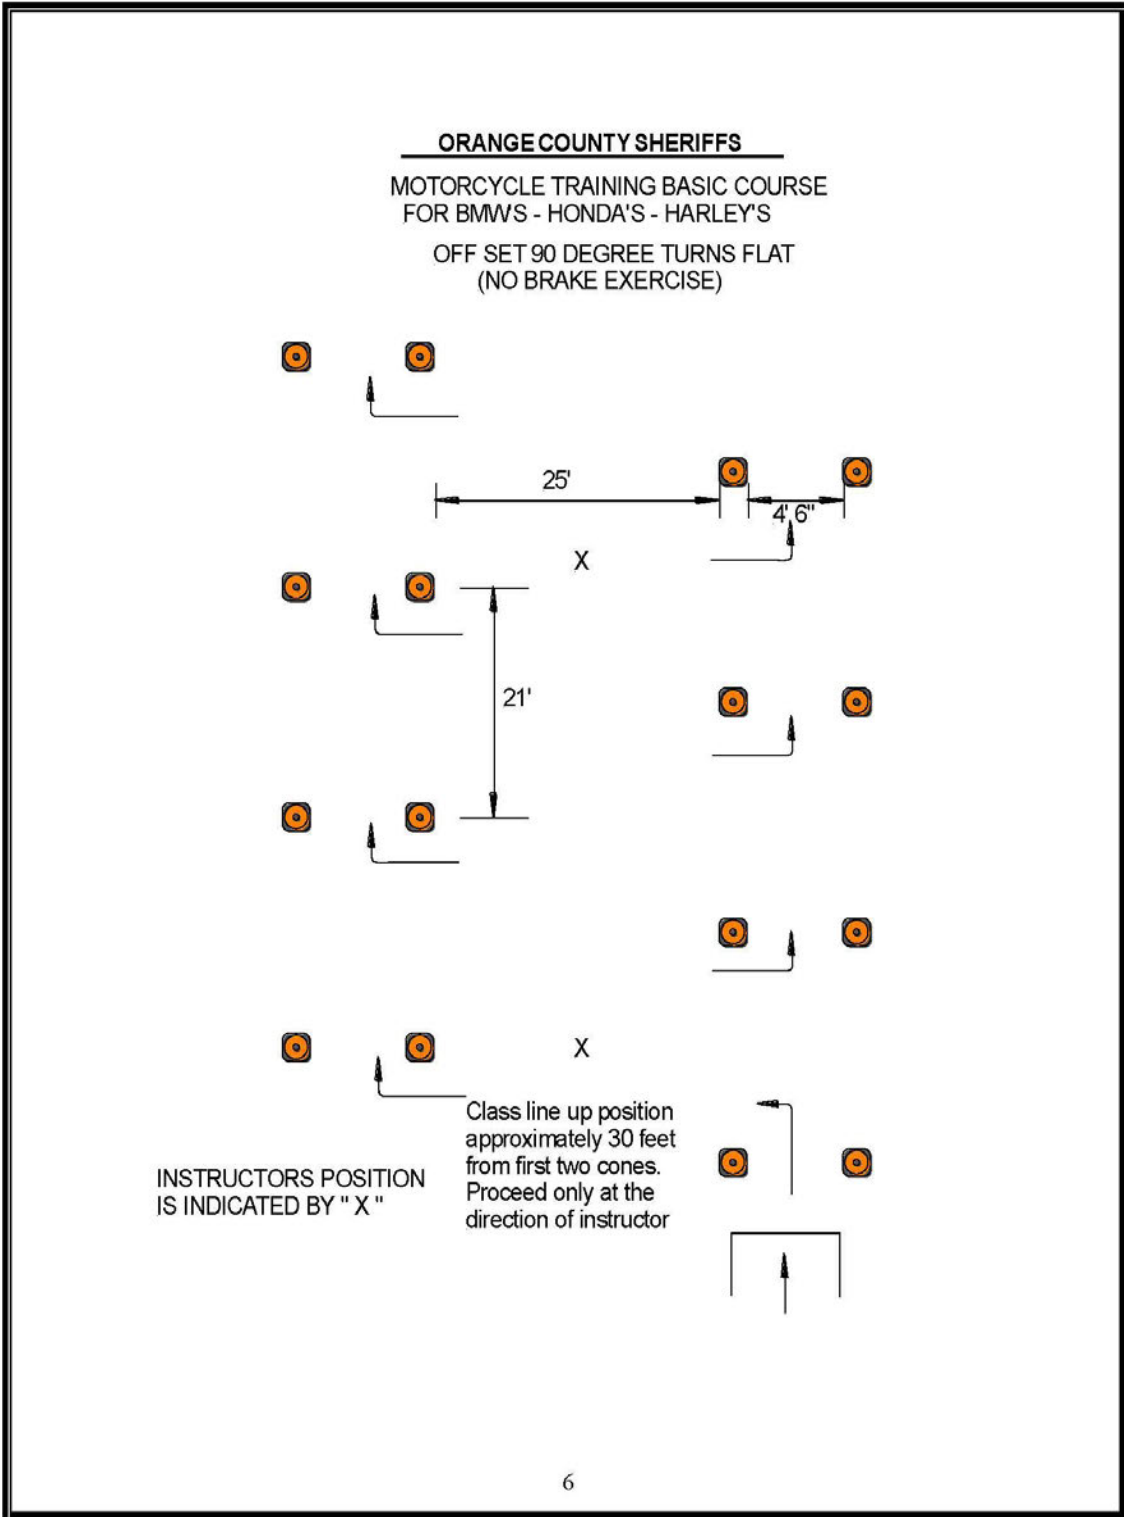 ORANGE COUNTY SHERIFFS
MOTORCYCLE TRAINING BASIC COURSE
FOR BMW'S - HONDA'S - HARLEY'S
OFF SET 90 DEGREE TURNS FLAT
(NO BRAKE EXERCISE)
25'
4' 6"
X
21'
X
Class line up position
approximately 30 feet
from first two cones.
Proceed only at the
direction of instructor
INSTRUCTORS POSITION
IS INDICATED BY " X "
6